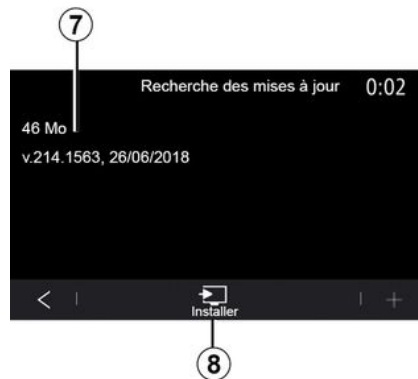 7
Recherche des mises à jour 0:02
46 Mo
v.214.1563, 26/06/2018
Installer
8